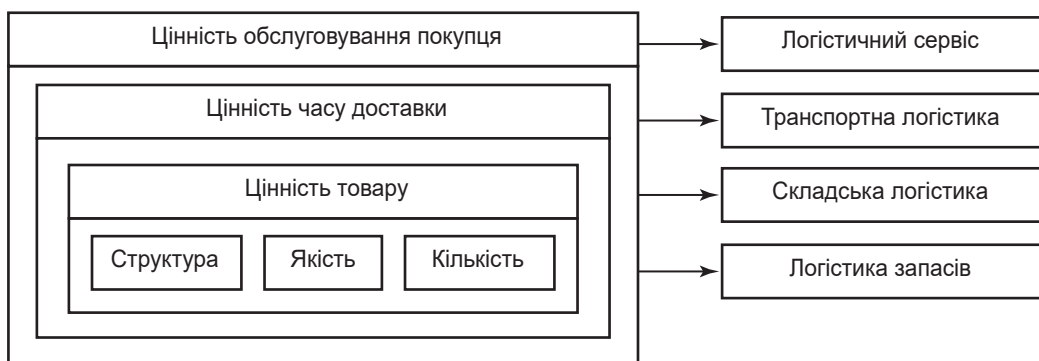 Цінність обслуговування покупця
Логістичний сервіс
Цінність часу доставки
Транспортна логістика
Цінність товару
Складська логістика
Структура
Якість
Кількість
Логістика запасів